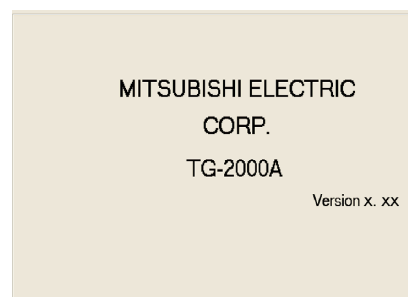 MITSUBISHI ELECTRIC
CORP.
TG-2000A
Version x. xx